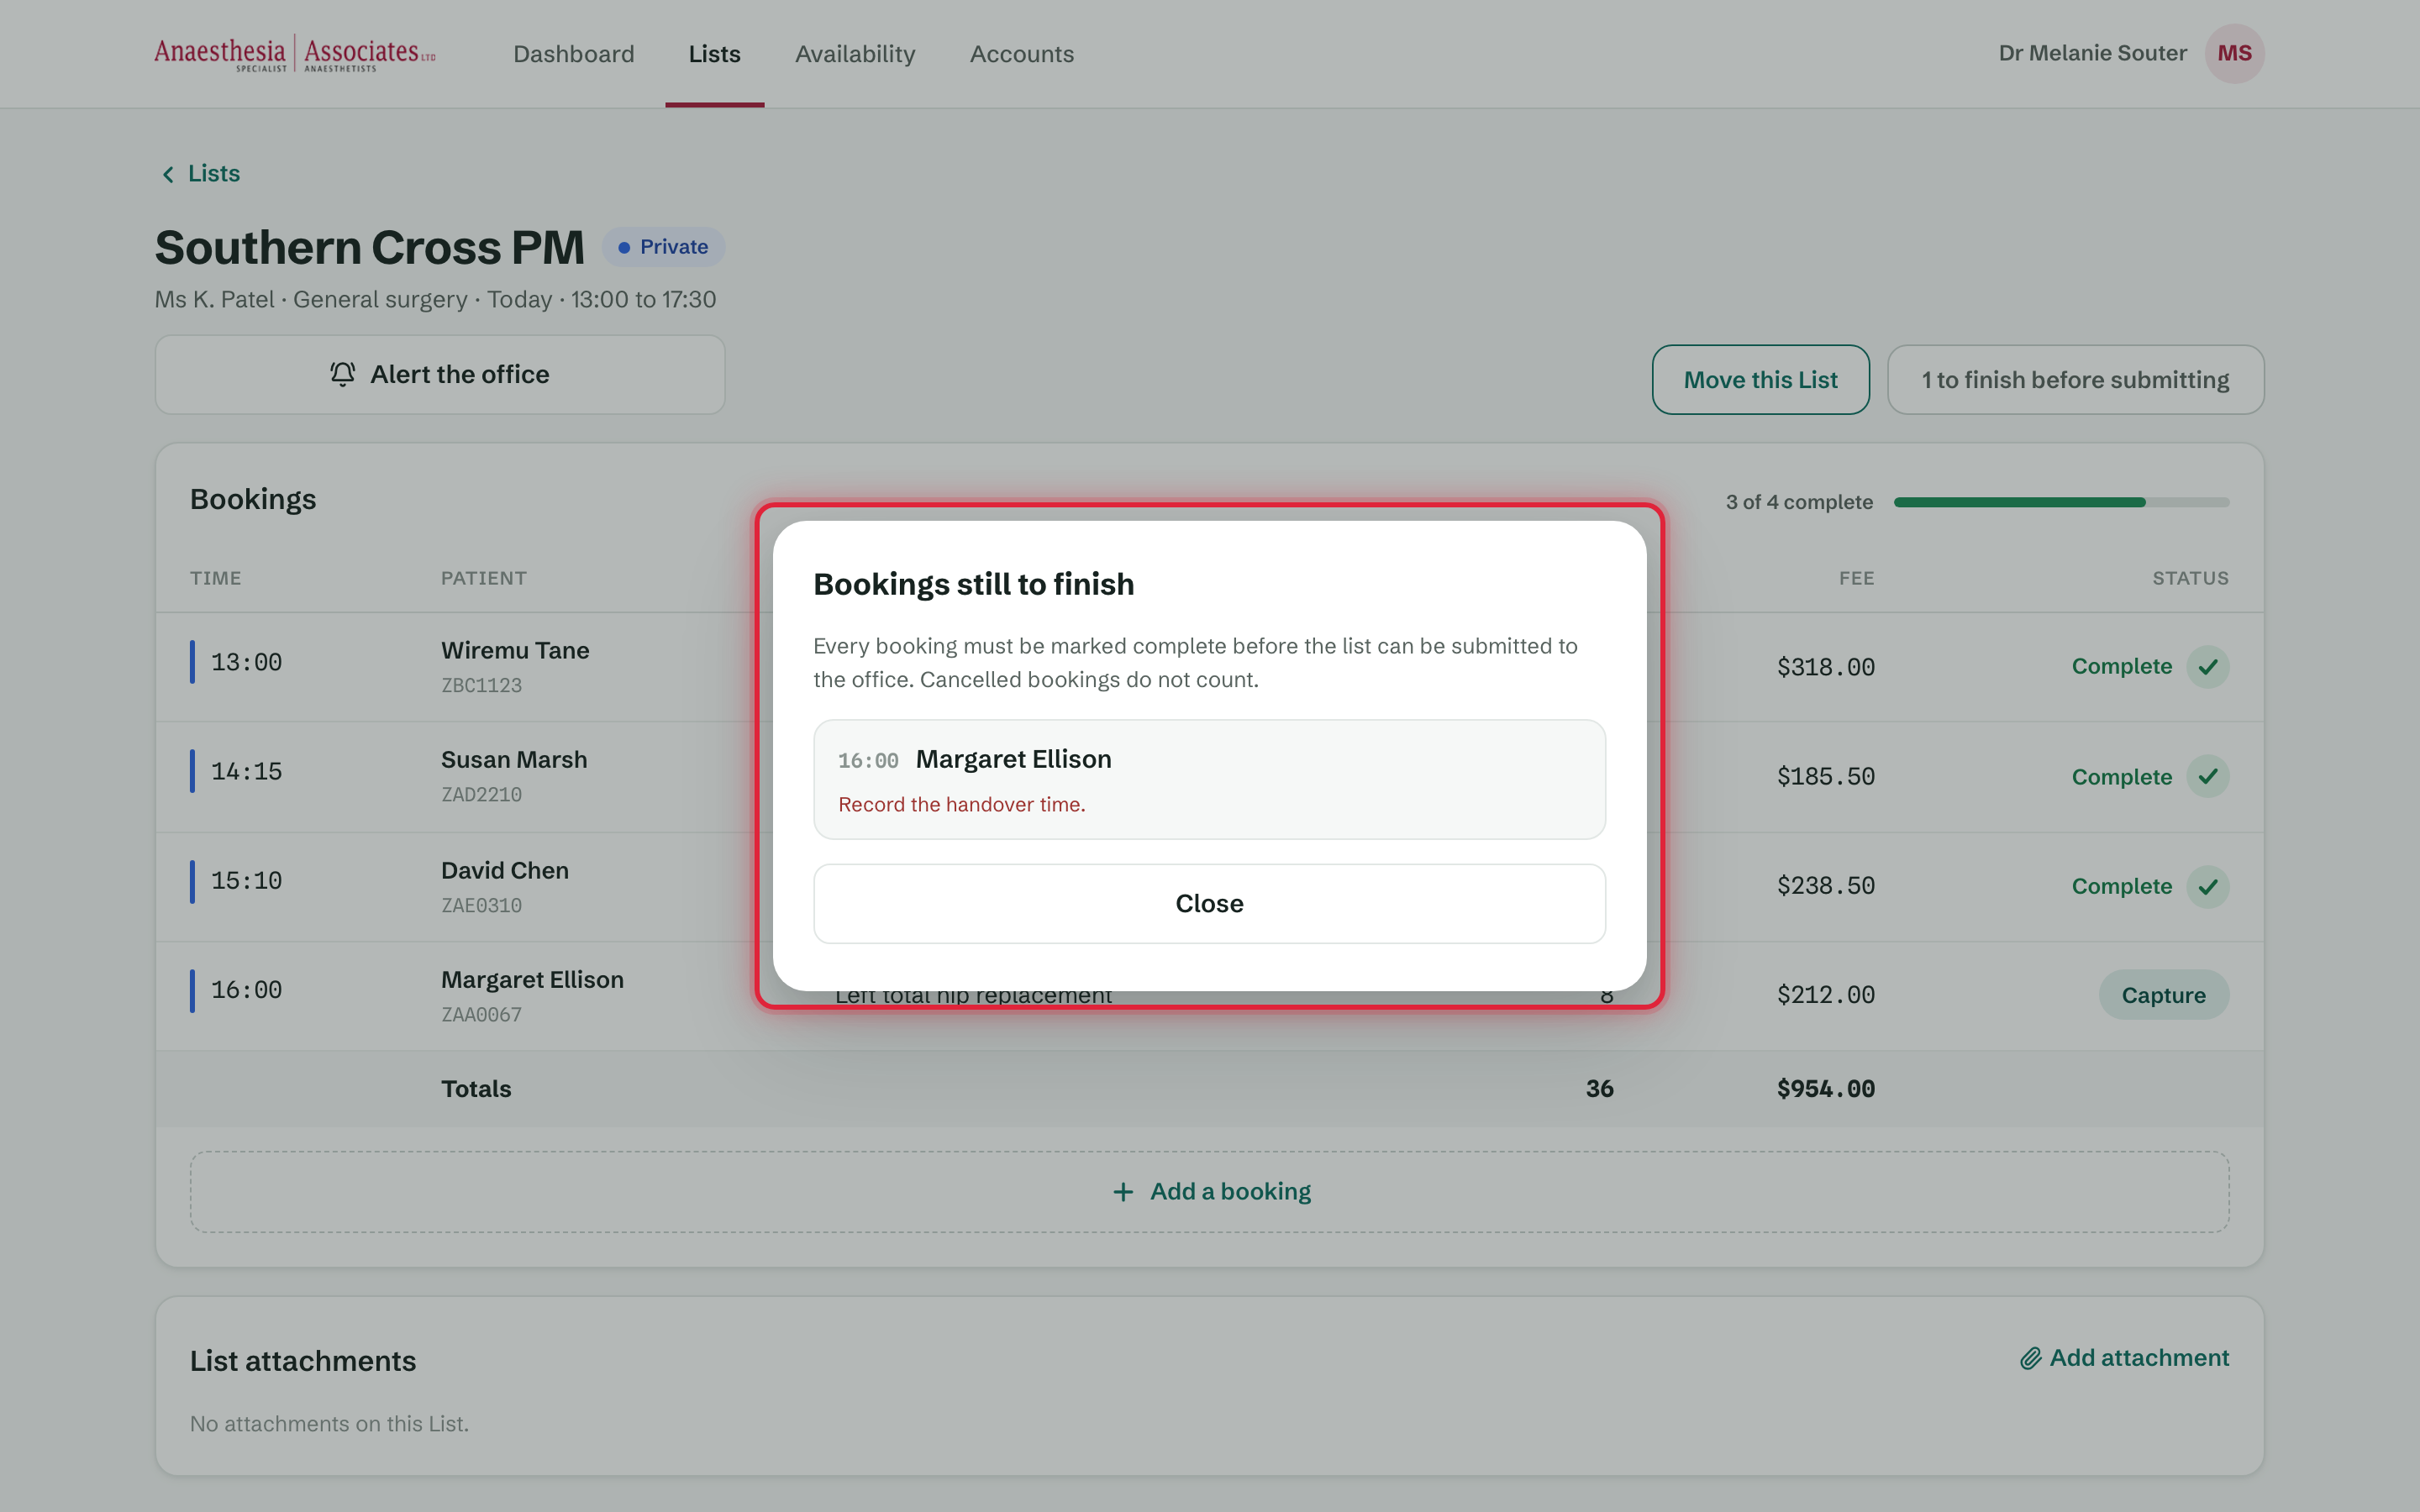 Anaesthesia | Associates LTD
SPECIALIST ANAESTHETISTS
Dashboard
Lists
Availability
Accounts
Dr Melanie Souter
MS
Lists
Southern Cross PM
Private
Ms K. Patel · General surgery · Today · 13:00 to 17:30
Alert the office
Move this List
1 to finish before submitting
Bookings
3 of 4 complete
TIME PATIENT FEE STATUS
13:00 Wiremu Tane $318.00 Complete
ZBC1123
14:15 Susan Marsh $185.50 Complete
ZAD2210
15:10 David Chen $238.50 Complete
ZAE0310
16:00 Margaret Ellison Left total hip replacement 8 $212.00 Capture
ZAA0067
Totals 36 $954.00
Bookings still to finish
Every booking must be marked complete before the list can be submitted to
the office. Cancelled bookings do not count.
16:00 Margaret Ellison
Record the handover time.
Close
Add a booking
List attachments
Add attachment
No attachments on this List.